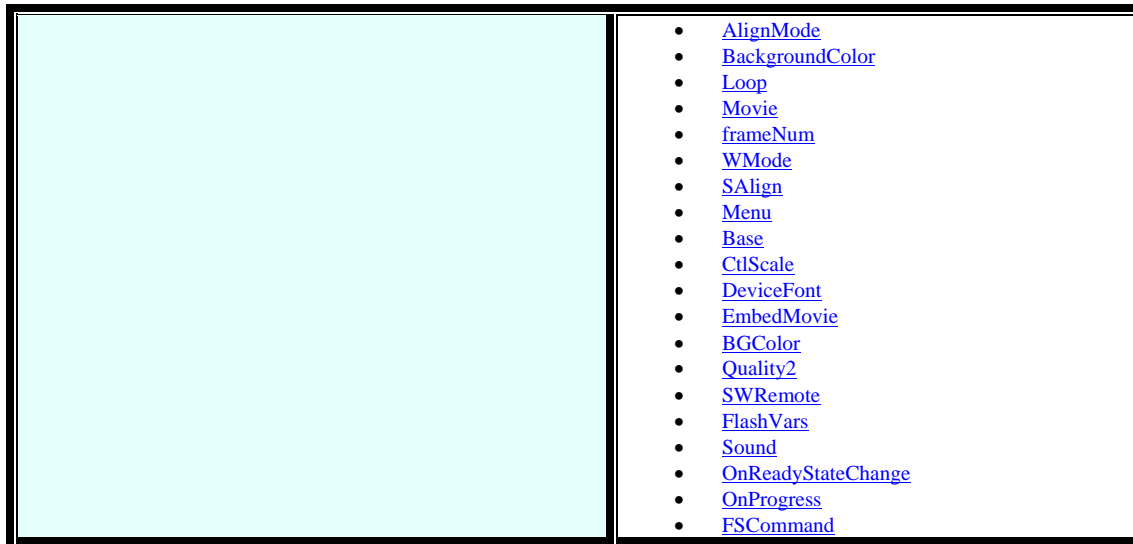 • AlignMode
• BackgroundColor
• Loop
• Movie
• frameNum
• WMode
• SAlign
• Menu
• Base
• CtlScale
• DeviceFont
• EmbedMovie
• BGColor
• Quality2
• SWRemote
• FlashVars
• Sound
• OnReadyStateChange
• OnProgress
• FSCommand